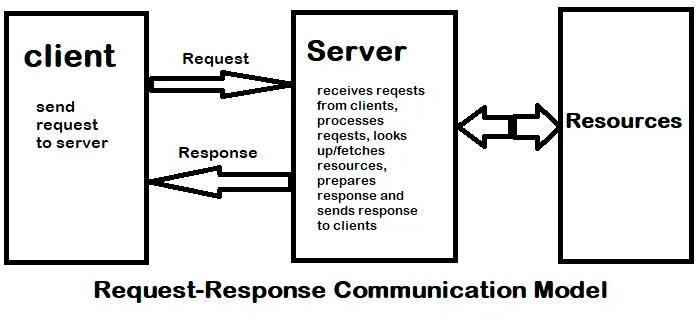 client
send
request
to server
Request
Response
Server
receives reqests
from clients,
processes
reqests, looks
up/fetches
resources,
prepares
response and
sends response
to clients
Resources
Request-Response Communication Model